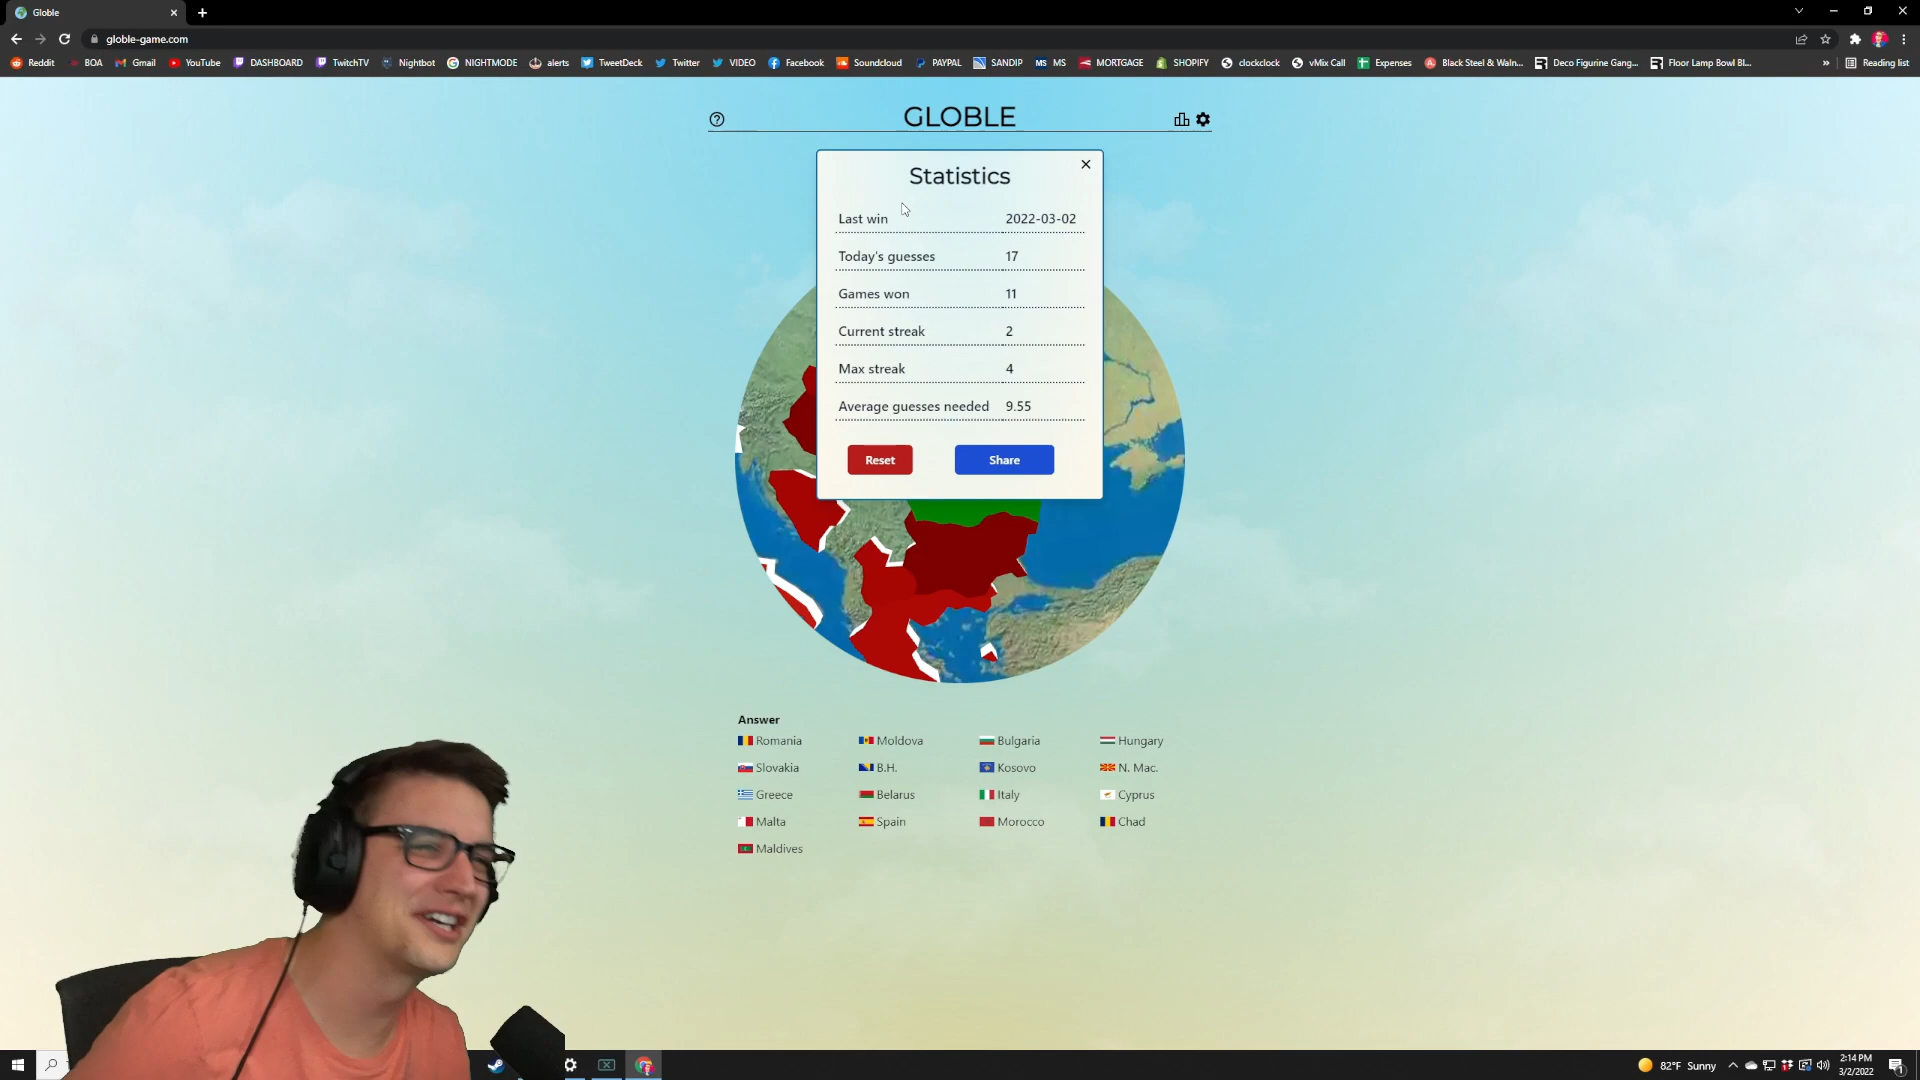 Globle
globle-game.com
Reddit BOA Gmail YouTube DASHBOARD TwitchTV Nightbot NIGHTMODE alerts TweetDeck Twitter VIDEO Facebook Soundcloud PAYPAL SANDIP MS MS MORTGAGE SHOPIFY clockclock vMix Call Expenses Black Steel & Waln... Deco Figurine Gang... Floor Lamp Bowl Bl... » Reading list
GLOBLE
Statistics
Last win 2022-03-02
Today's guesses 17
Games won 11
Current streak 2
Max streak 4
Average guesses needed 9.55
Reset Share
Answer
Romania Moldova Bulgaria Hungary
Slovakia B.H. Kosovo N. Mac.
Greece Belarus Italy Cyprus
Malta Spain Morocco Chad
Maldives
82°F Sunny
2:14 PM
3/2/2022